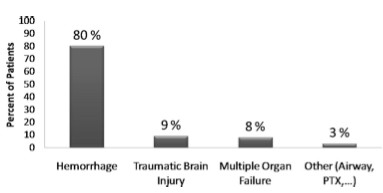 100
90
80
70
60
50
40
30
20
10
0
Percent of Patients
80 %
9 %
8 %
3 %
Hemorrhage
Traumatic Brain
Injury
Multiple Organ
Failure
Other (Airway,
PTX,...)